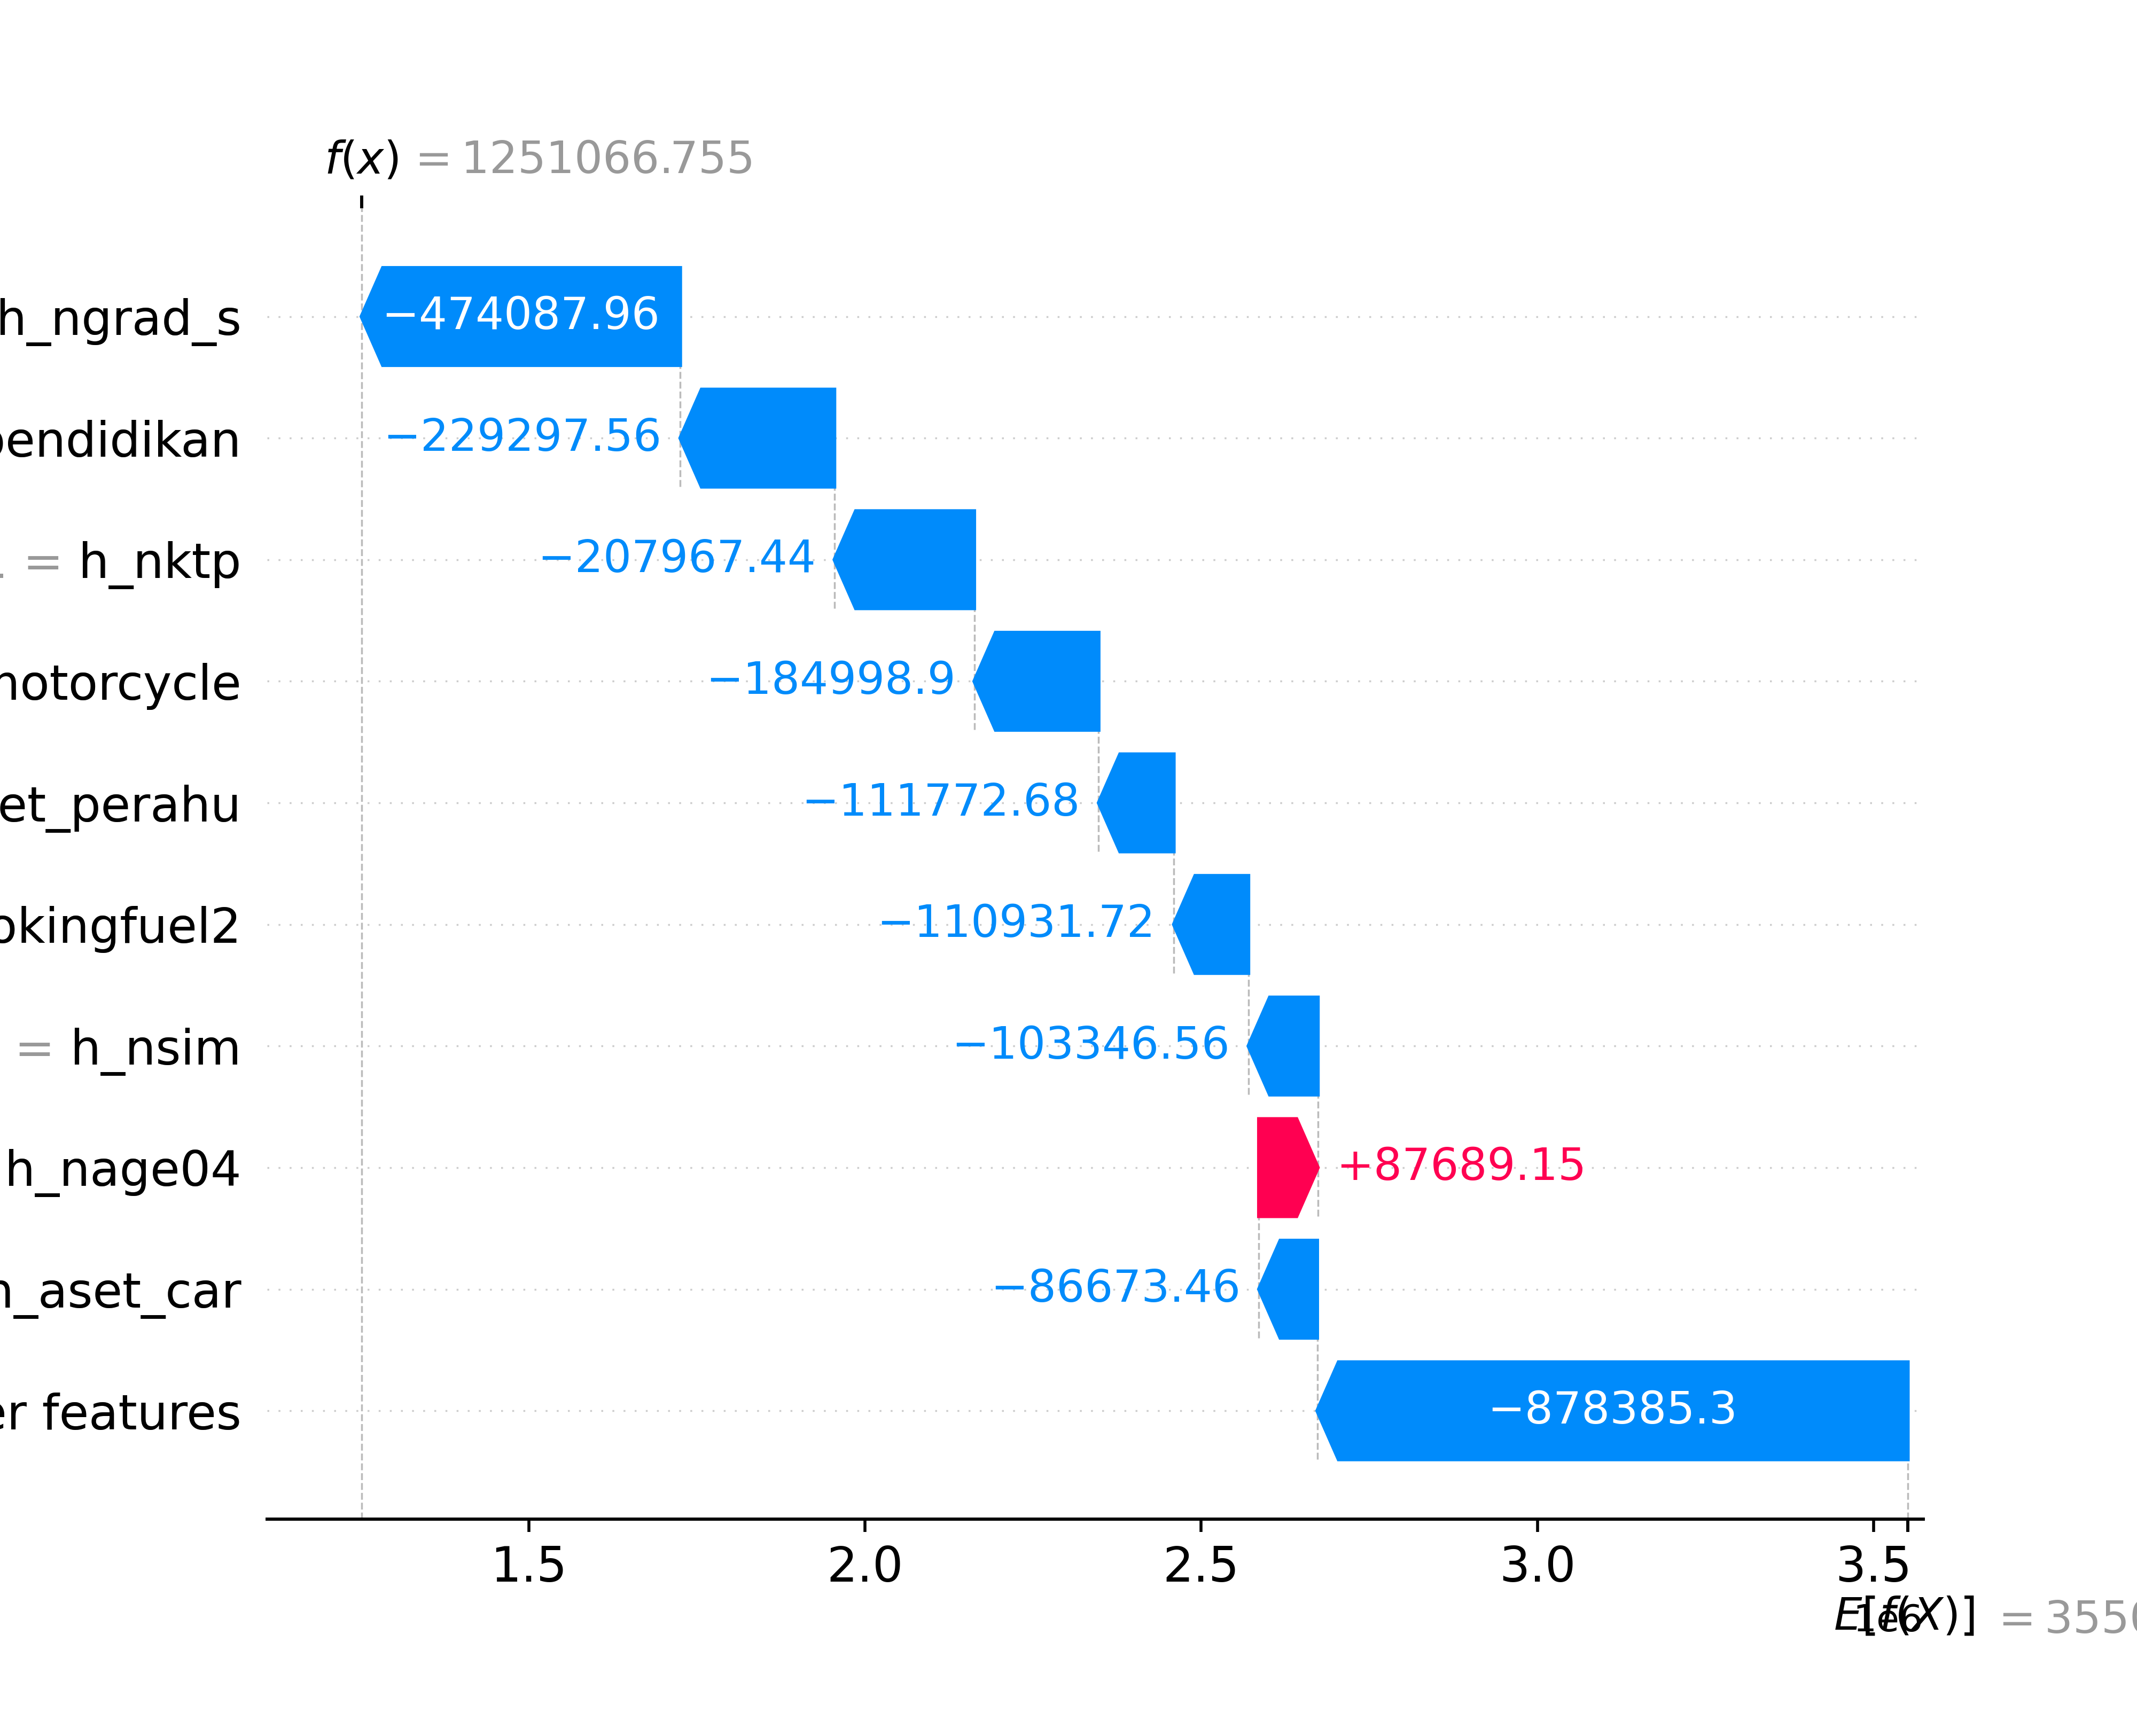 f(x) = 1251066.755
h_ngrad_s −474087.96
pendidikan −229297.56
= h_nktp −207967.44
motorcycle −184998.9
et_perahu −111772.68
okingfuel2 −110931.72
= h_nsim −103346.56
h_nage04 +87689.15
h_aset_car −86673.46
er features −878385.3
1.5 2.0 2.5 3.0 3.5
1e6
E[f(X)] = 3550